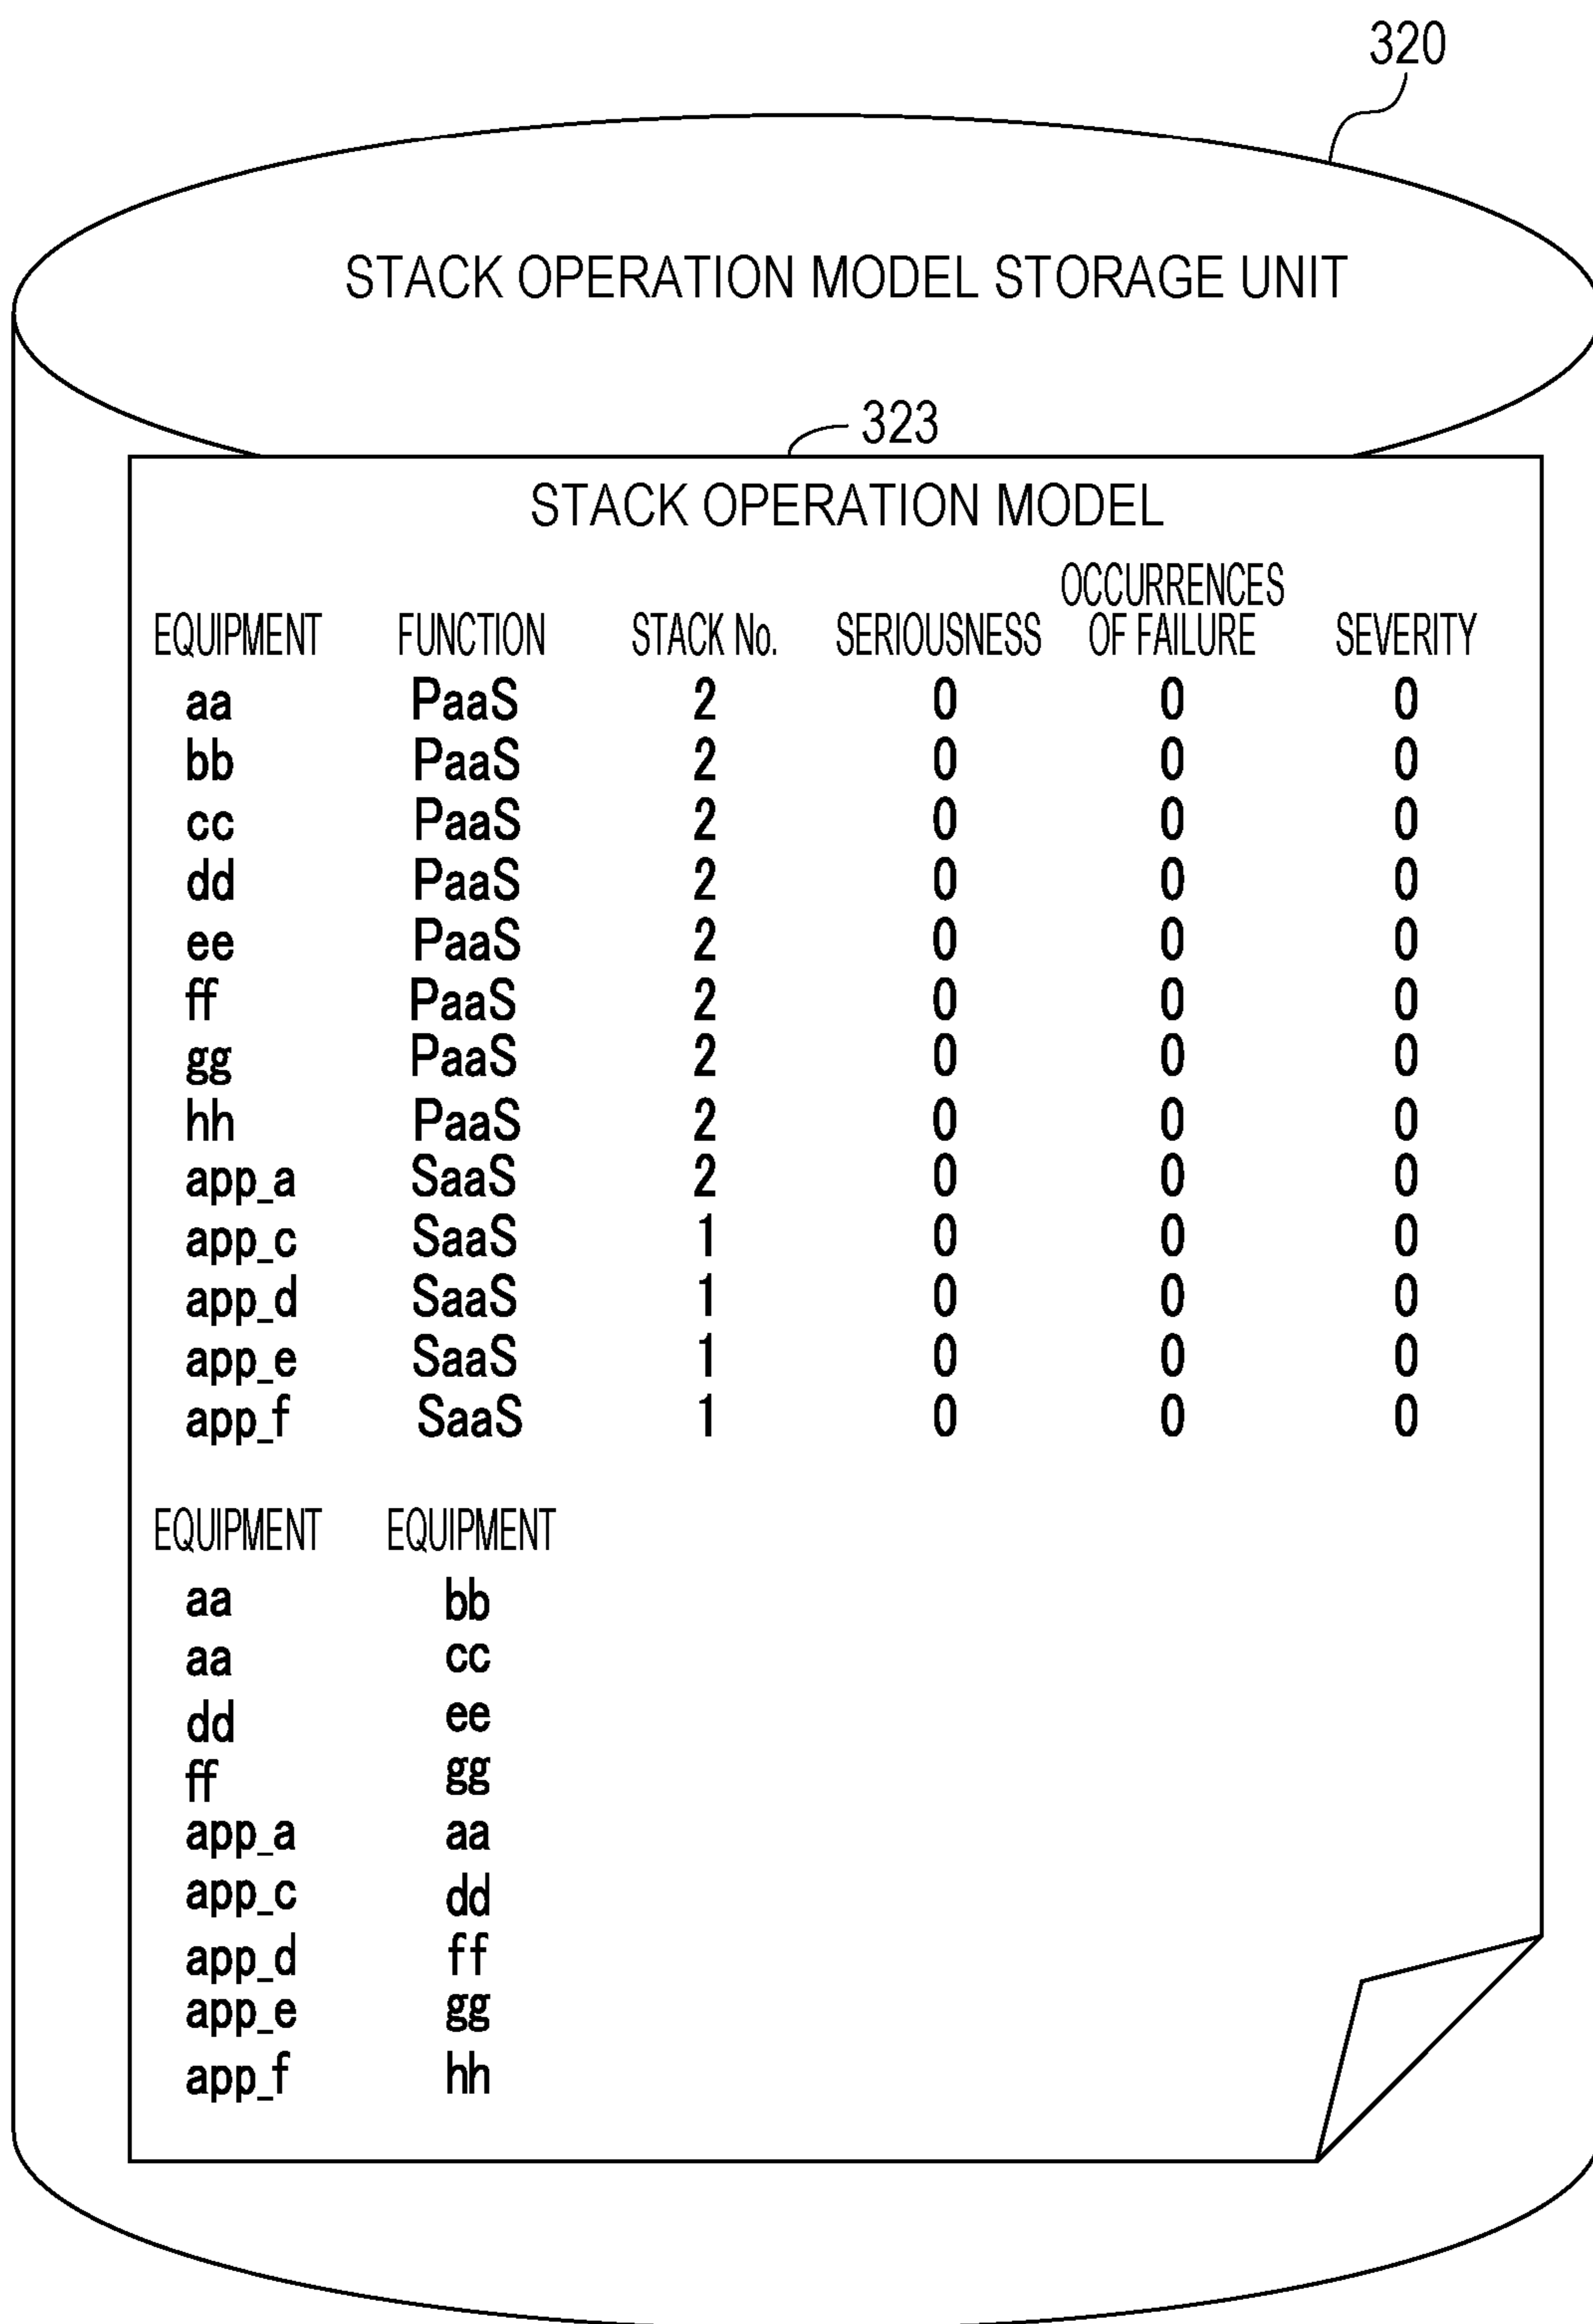 320
STACK OPERATION MODEL STORAGE UNIT
323
STACK OPERATION MODEL
EQUIPMENT FUNCTION STACK No. SERIOUSNESS OCCURRENCES OF FAILURE SEVERITY
aa PaaS 2 0 0 0
bb PaaS 2 0 0 0
cc PaaS 2 0 0 0
dd PaaS 2 0 0 0
ee PaaS 2 0 0 0
ff PaaS 2 0 0 0
gg PaaS 2 0 0 0
hh PaaS 2 0 0 0
app_a SaaS 2 0 0 0
app_c SaaS 1 0 0 0
app_d SaaS 1 0 0 0
app_e SaaS 1 0 0 0
app_f SaaS 1 0 0 0
EQUIPMENT EQUIPMENT
aa bb
aa cc
dd ee
ff gg
app_a aa
app_c dd
app_d ff
app_e gg
app_f hh